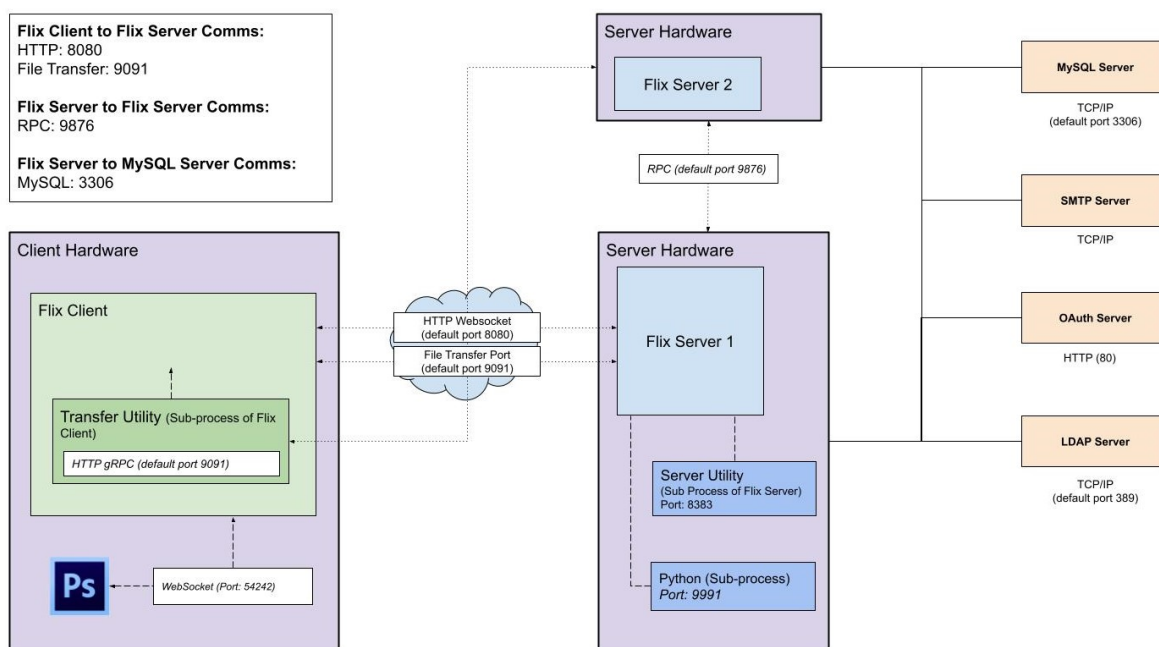 Flix Client to Flix Server Comms:
HTTP: 8080
File Transfer: 9091
Flix Server to Flix Server Comms:
RPC: 9876
Flix Server to MySQL Server Comms:
MySQL: 3306
Server Hardware
Flix Server 2
RPC (default port 9876)
MySQL Server
TCP/IP
(default port 3306)
SMTP Server
TCP/IP
OAuth Server
HTTP (80)
LDAP Server
TCP/IP
(default port 389)
Client Hardware
Flix Client
Transfer Utility (Sub-process of Flix
Client)
HTTP gRPC (default port 9091)
Ps
WebSocket (Port: 54242)
HTTP Websocket
(default port 8080)
File Transfer Port
(default port 9091)
Server Hardware
Flix Server 1
Server Utility
(Sub Process of Flix Server)
Port: 8383
Python (Sub-process)
Port: 9991